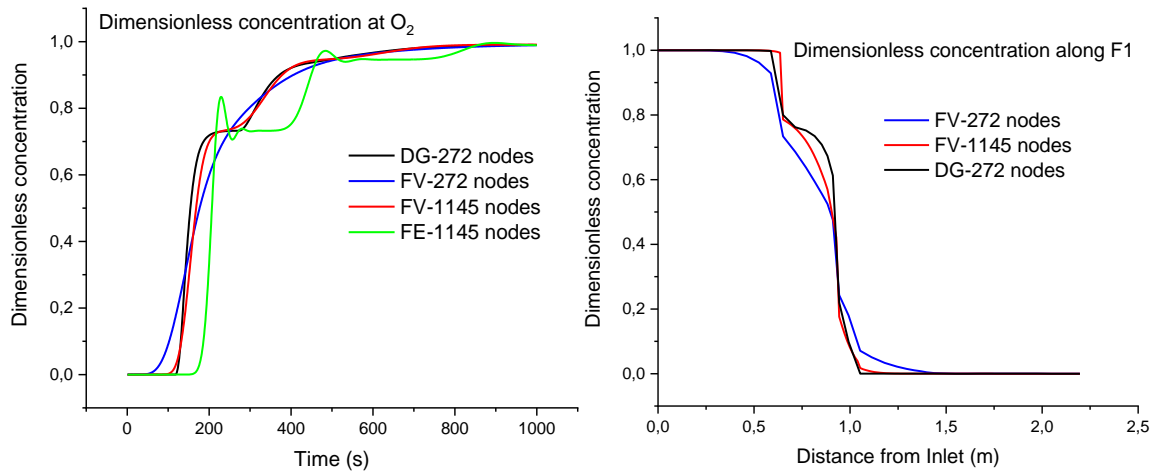 Dimensionless concentration at O₂
1,0
0,8
0,6
0,4
0,2
0,0
Dimensionless concentration
DG-272 nodes
FV-272 nodes
FV-1145 nodes
FE-1145 nodes
0
200
400
600
800
1000
Time (s)
Dimensionless concentration along F1
1,0
0,8
0,6
0,4
0,2
0,0
Dimensionless concentration
FV-272 nodes
FV-1145 nodes
DG-272 nodes
0,0
0,5
1,0
1,5
2,0
2,5
Distance from Inlet (m)